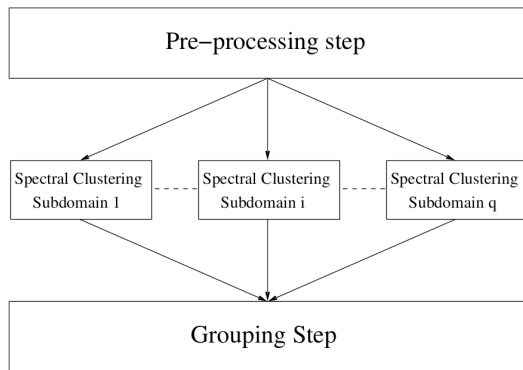 Pre−processing step
Spectral Clustering
Subdomain 1
Spectral Clustering
Subdomain i
Spectral Clustering
Subdomain q
Grouping Step